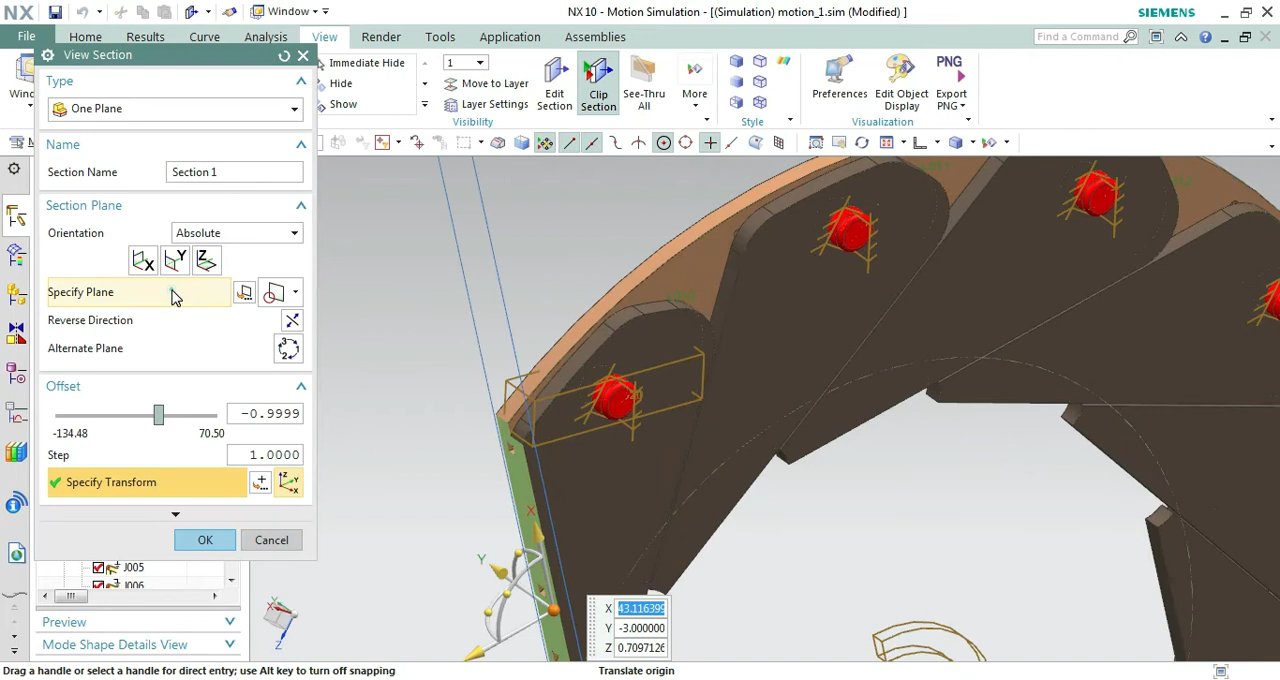 NX
Window
NX 10 - Motion Simulation - [(Simulation) motion_1.sim (Modified) ]
SIEMENS
File
Home
Results
Curve
Analysis
View
Render
Tools
Application
Assemblies
Find a Command
View Section
Immediate Hide
Hide
Show
1
Move to Layer
Layer Settings
Visibility
Edit Section
Clip Section
See-Thru All
More
Style
Preferences
Edit Object Display
PNG
Export PNG
Visualization
Type
One Plane
Name
Section Name
Section 1
Section Plane
Orientation
Absolute
X
Y
Z
Specify Plane
Reverse Direction
Alternate Plane
Offset
-0.9999
-134.48
70.50
Step
1.0000
Specify Transform
OK
Cancel
J005
J006
Preview
Mode Shape Details View
X
Y
X 43.116399
Y -3.000000
Z 0.7097126
X
Z
Drag a handle or select a handle for direct entry; use Alt key to turn off snapping
Translate origin